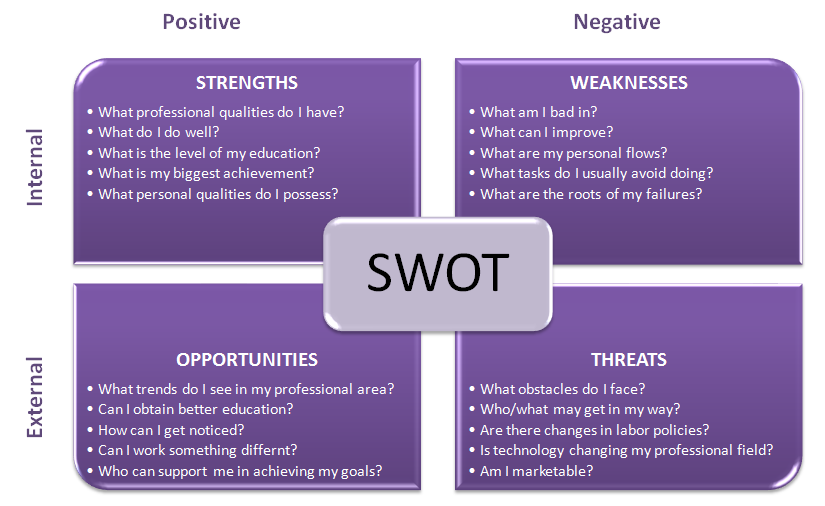 Positive
Negative
Internal
STRENGTHS
• What professional qualities do I have?
• What do I do well?
• What is the level of my education?
• What is my biggest achievement?
• What personal qualities do I possess?
WEAKNESSES
• What am I bad in?
• What can I improve?
• What are my personal flows?
• What tasks do I usually avoid doing?
• What are the roots of my failures?
SWOT
External
OPPORTUNITIES
• What trends do I see in my professional area?
• Can I obtain better education?
• How can I get noticed?
• Can I work something differnt?
• Who can support me in achieving my goals?
THREATS
• What obstacles do I face?
• Who/what may get in my way?
• Are there changes in labor policies?
• Is technology changing my professional field?
• Am I marketable?